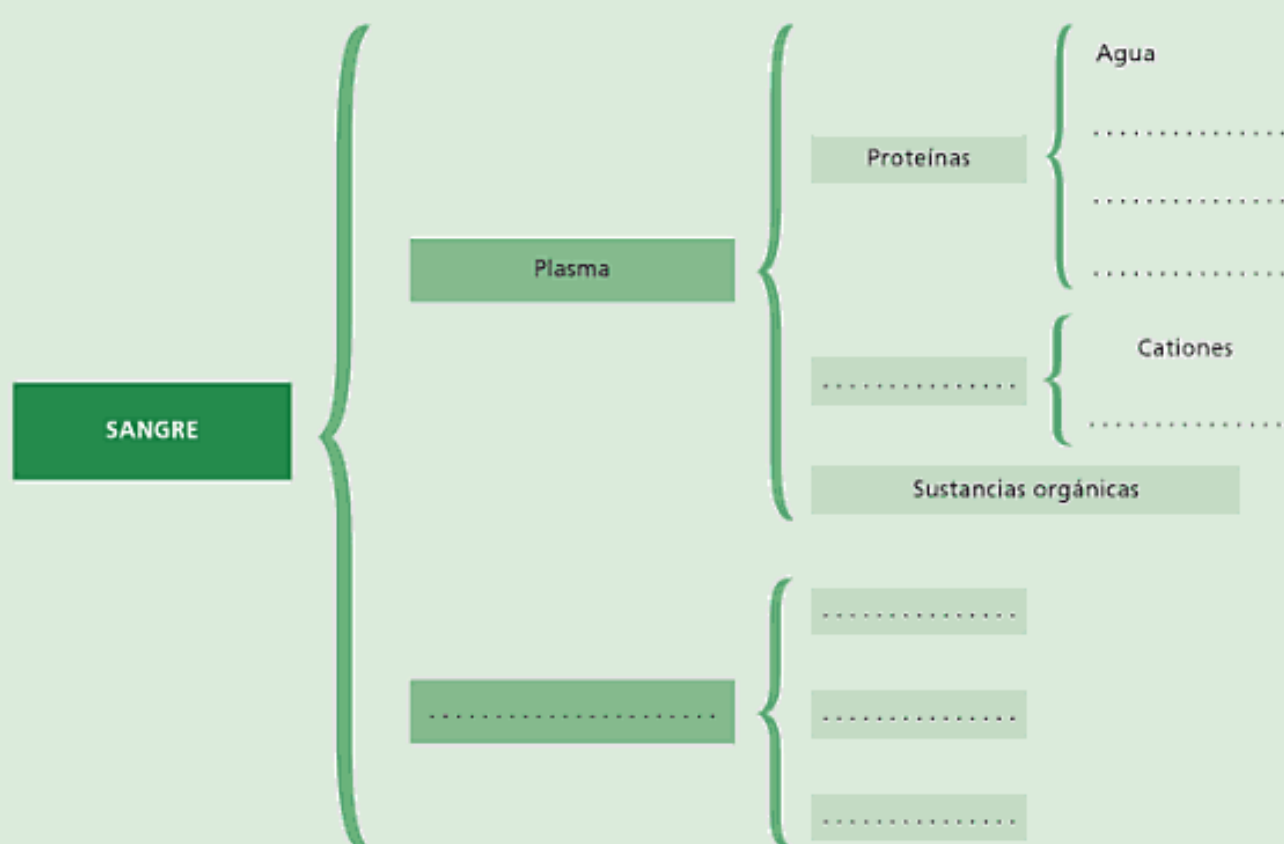 Agua
Proteínas
Plasma
Cationes
SANGRE
Sustancias orgánicas